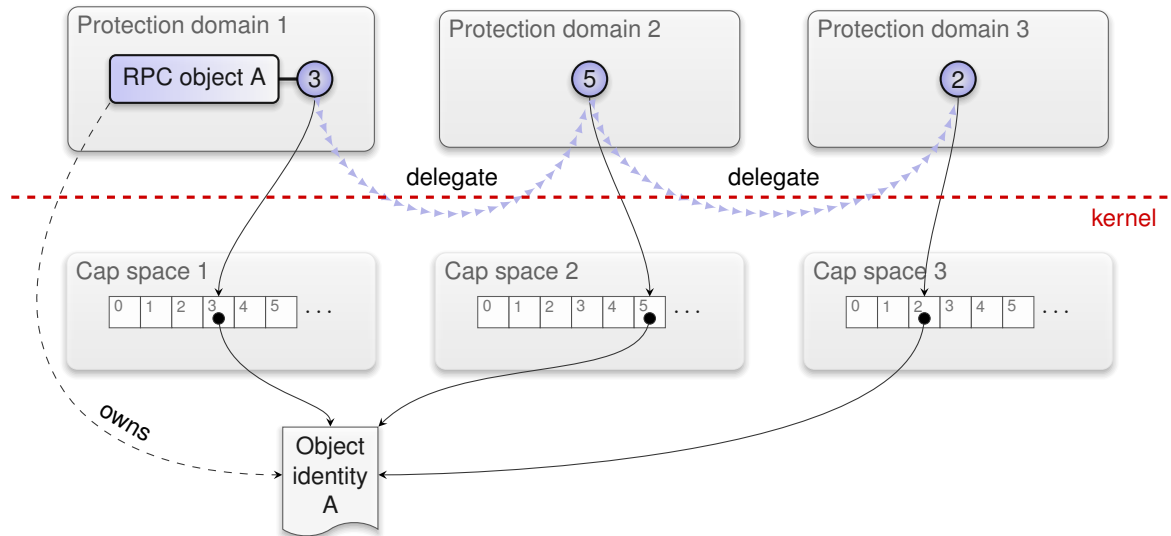 Protection domain 1
RPC object A
3
Protection domain 2
5
Protection domain 3
2
delegate
delegate
kernel
Cap space 1
0 1 2 3 4 5 ...
Cap space 2
0 1 2 3 4 5 ...
Cap space 3
0 1 2 3 4 5 ...
owns
Object
identity
A